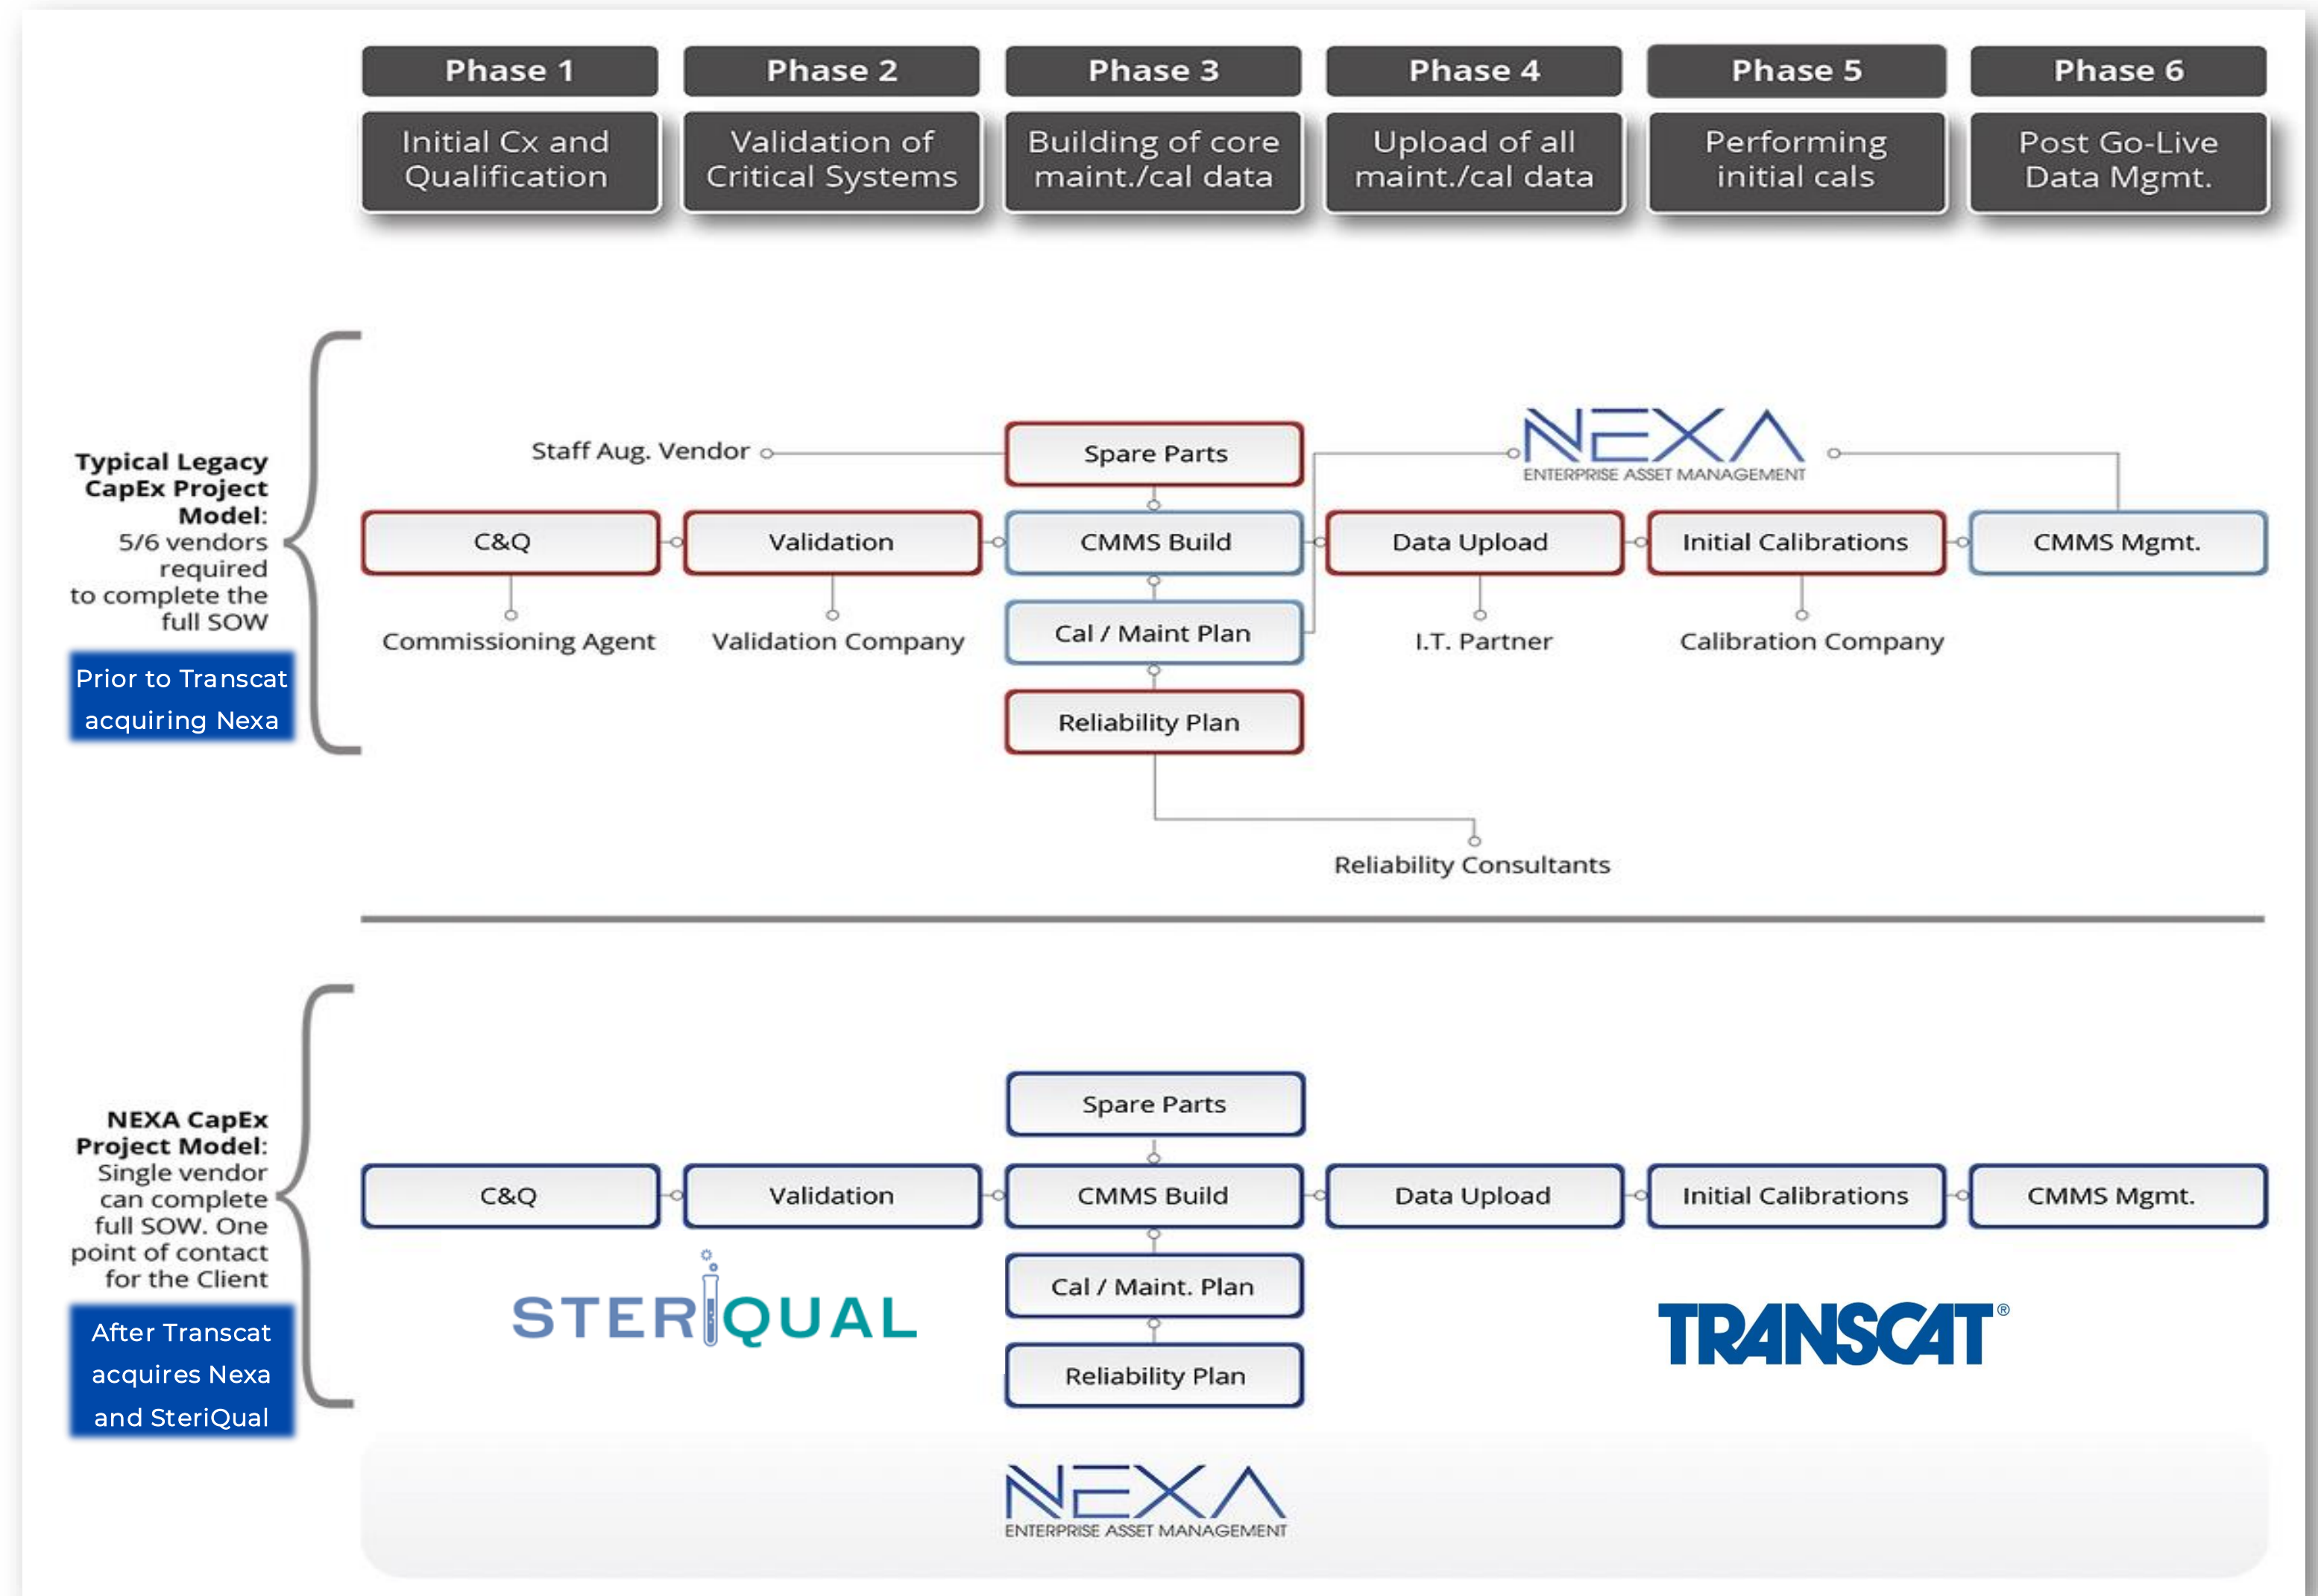 Phase 1
Phase 2
Phase 3
Phase 4
Phase 5
Phase 6
Initial Cx and
Qualification
Validation of
Critical Systems
Building of core
maint./cal data
Upload of all
maint./cal data
Performing
initial cals
Post Go-Live
Data Mgmt.
Typical Legacy
CapEx Project
Model:
5/6 vendors
required
to complete the
full SOW
Prior to Transcat
acquiring Nexa
Staff Aug. Vendor
Spare Parts
NEXA
ENTERPRISE ASSET MANAGEMENT
C&Q
Validation
CMMS Build
Data Upload
Initial Calibrations
CMMS Mgmt.
Commissioning Agent
Validation Company
Cal / Maint Plan
I.T. Partner
Calibration Company
Reliability Plan
Reliability Consultants
NEXA CapEx
Project Model:
Single vendor
can complete
full SOW. One
point of contact
for the Client
After Transcat
acquires Nexa
and SteriQual
Spare Parts
C&Q
Validation
CMMS Build
Data Upload
Initial Calibrations
CMMS Mgmt.
STERIQUAL
Cal / Maint. Plan
TRANSCAT®
Reliability Plan
NEXA
ENTERPRISE ASSET MANAGEMENT